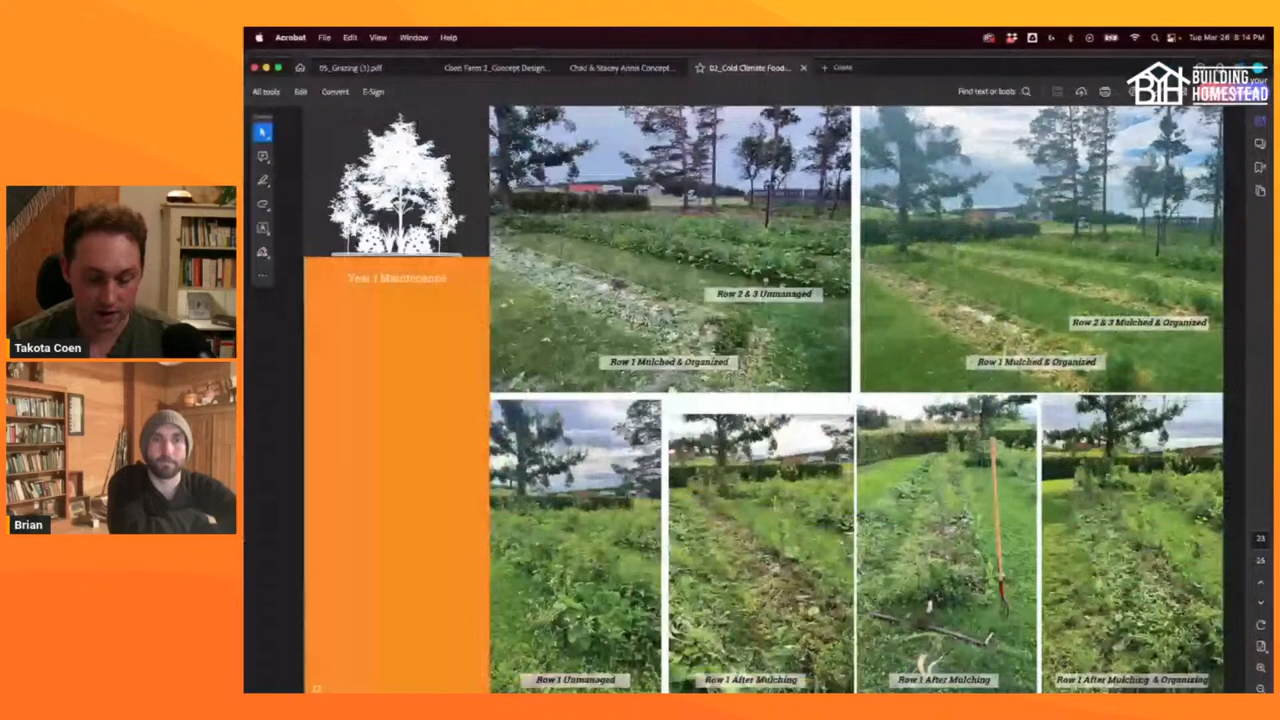 Acrobat File Edit View Window Help
Tue Mar 26 8:14 PM
05_Grazing (3).pdf
Coen Farm 2_Concept Design...
Chad & Stacey Annis Concept...
02_Cold Climate Food...
Create
BYH BUILDING
your
HOMESTEAD
All tools Edit Convert E-Sign
Find text or tools
Year 1 Maintenance
Row 2 & 3 Unmanaged
Row 1 Mulched & Organized
Row 2 & 3 Mulched & Organized
Row 1 Mulched & Organized
Takota Coen
Brian
Row 1 Unmanaged
Row 1 After Mulching
Row 1 After Mulching
Row 1 After Mulching & Organizing
23